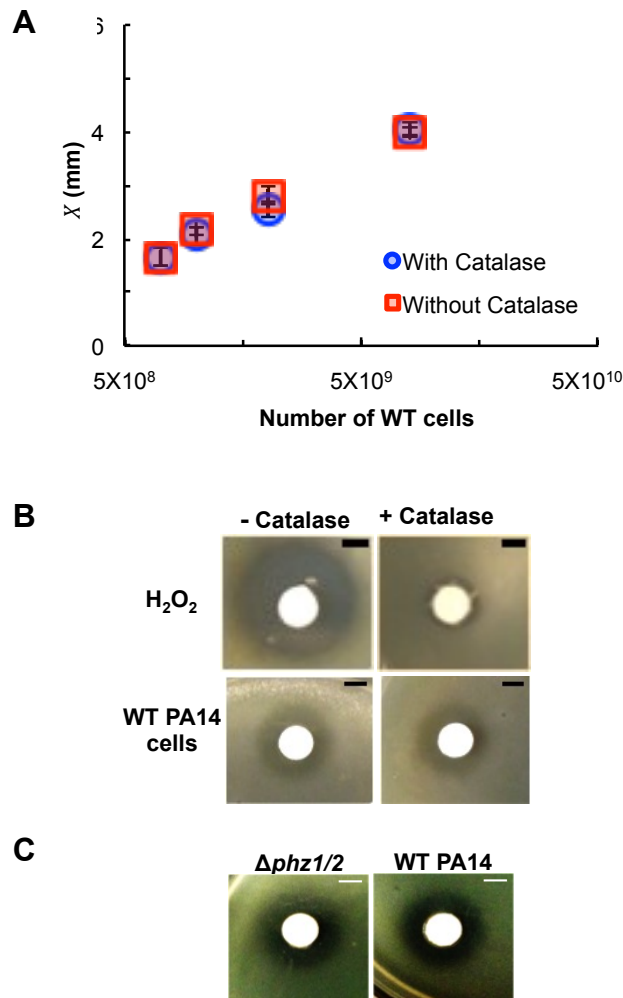 A
6
4
2
0
X (mm)
With Catalase
Without Catalase
5X10⁸ 5X10⁹ 5X10¹⁰
Number of WT cells
B
- Catalase + Catalase
H₂O₂
WT PA14
cells
C
Δphz1/2 WT PA14